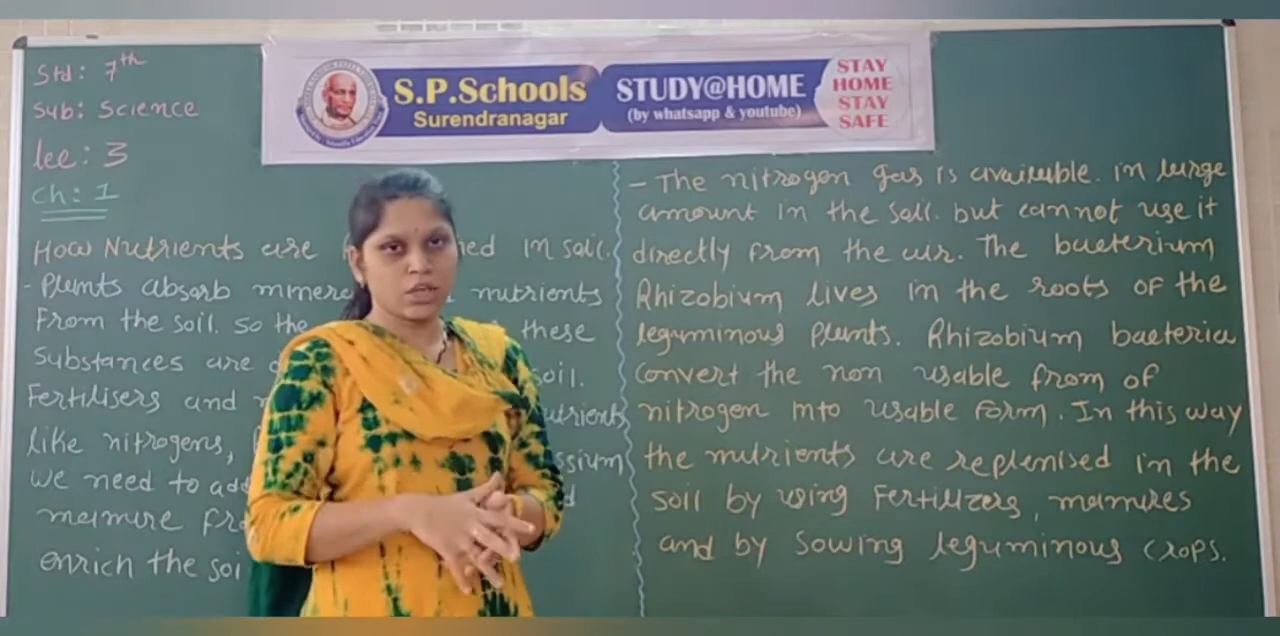 Std: 7th
Sub: Science
lec: 3
Ch: 1
S.P.Schools
Surendranagar
STUDY@HOME
(by whatsapp & youtube)
STAY
HOME
STAY
SAFE
How Nutrients are in soil.
- Plants absorb nutrients
From the soil. So the these
Substances are soil.
Fertilisers and
like nitrogens,
we need to add
manure
enrich the
- The nitrogen gas is available. in large
amount in the soil. but cannot use it
directly from the air. The bacterium
Rhizobium lives in the roots of the
leguminous plants. Rhizobium bacteria
convert the non usable from of
nitrogen into usable form. In this way
the nutrients are replenised in the
soil by using Fertilizers, manures
and by sowing leguminous crops.